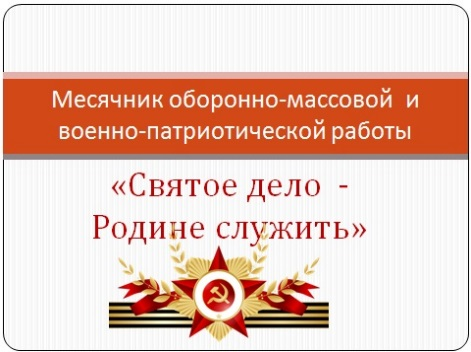 Месячник оборонно-массовой и
военно-патриотической работы
«Святое дело -
Родине служить»